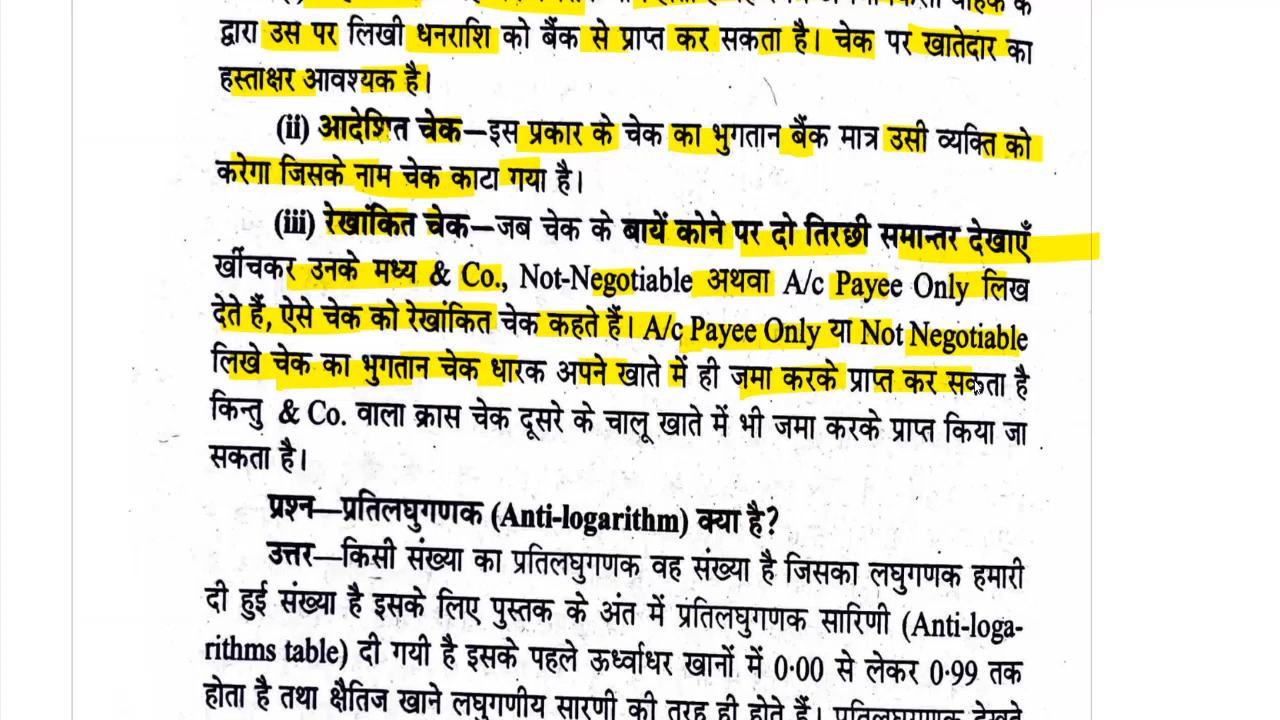 द्वारा उस पर लिखी धनराशि को बैंक से प्राप्त कर सकता है। चेक पर खातेदार का
हस्ताक्षर आवश्यक है।
(ii) आदेशित चेक—इस प्रकार के चेक का भुगतान बैंक मात्र उसी व्यक्ति को
करेगा जिसके नाम चेक काटा गया है।
(iii) रेखांकित चेक—जब चेक के बायें कोने पर दो तिरछी समान्तर देखाएँ
खींचकर उनके मध्य & Co., Not-Negotiable अथवा A/c Payee Only लिख
देते हैं, ऐसे चेक को रेखांकित चेक कहते हैं। A/c Payee Only या Not Negotiable
लिखे चेक का भुगतान चेक धारक अपने खाते में ही जमा करके प्राप्त कर सकता है
किन्तु & Co. वाला क्रास चेक दूसरे के चालू खाते में भी जमा करके प्राप्त किया जा
सकता है।
प्रश्न—प्रतिलघुगणक (Anti-logarithm) क्या है?
उत्तर—किसी संख्या का प्रतिलघुगणक वह संख्या है जिसका लघुगणक हमारी
दी हुई संख्या है इसके लिए पुस्तक के अंत में प्रतिलघुगणक सारिणी (Anti-loga-
rithms table) दी गयी है इसके पहले ऊर्ध्वाधर खानों में 0·00 से लेकर 0·99 तक
होता है तथा क्षैतिज खाने लघुगणीय सारणी की तरह ही होते हैं। प्रतिलघुगणक देखते